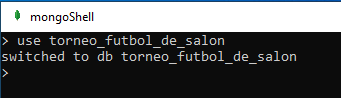 mongoShell
> use torneo_futbol_de_salon
switched to db torneo_futbol_de_salon
>